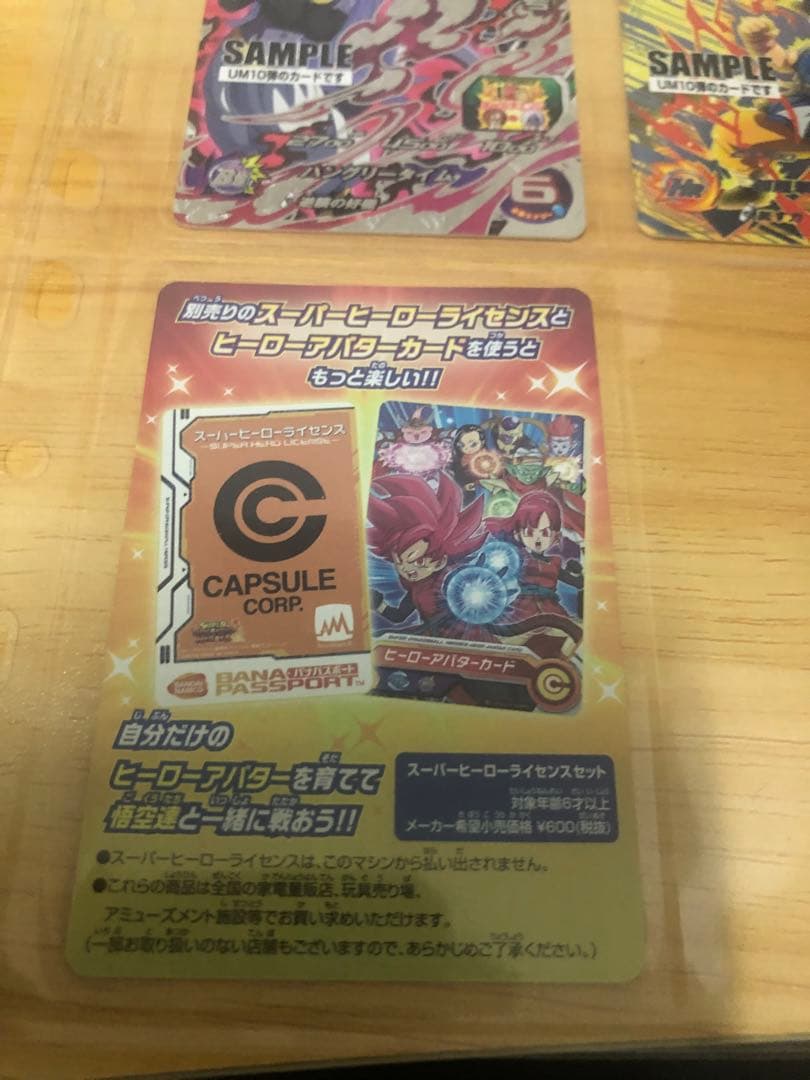 SAMPLE
UM10弾のカードです
SAMPLE
UM10弾のカードです
2700 4500 1000
ハングリータイム
逆襲の好機
6
別売りのスーパーヒーローライセンスと
ヒーローアバターカードを使うと
もっと楽しい!!
スーパーヒーローライセンス
SUPER HERO LICENSE
CAPSULE
CORP.
BANDAI
NAMCO
BANA バナパスポート
PASSPORT™
ヒーローアバターカード
自分だけの
ヒーローアバターを育てて
悟空達と一緒に戦おう!!
スーパーヒーローライセンスセット
対象年齢6才以上
メーカー希望小売価格 ¥600(税抜)
●スーパーヒーローライセンスは、このマシンから払い出されません。
●これらの商品は全国の家電量販店、玩具売り場、
アミューズメント施設等でお買い求めいただけます。
(一部お取り扱いのない店舗もございますので、あらかじめご了承ください。)